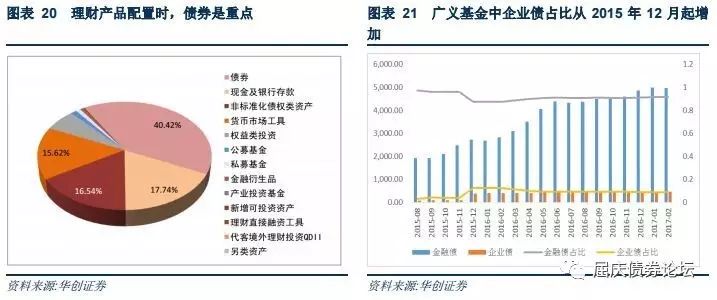 图表 20 理财产品配置时，债券是重点
40.42%
17.74%
16.54%
15.62%
债券
现金及银行存款
非标准化债权类资产
货币市场工具
权益类投资
公募基金
私募基金
金融衍生品
产业投资基金
新增可投资资产
理财直接融资工具
代客境外理财投资QDII
另类资产
资料来源:华创证券
图表 21 广义基金中企业债占比从 2015 年 12 月起增
加
6,000.00
5,000.00
4,000.00
3,000.00
2,000.00
1,000.00
0.00
1.2
1
0.8
0.6
0.4
0.2
0
2015-08
2015-09
2015-10
2015-11
2015-12
2016-01
2016-02
2016-03
2016-04
2016-05
2016-06
2016-07
2016-08
2016-09
2016-10
2016-11
2016-12
2017-01
2017-02
金融债
企业债
金融债占比
企业债占比
资料来源:华创证券
屈庆债券论坛